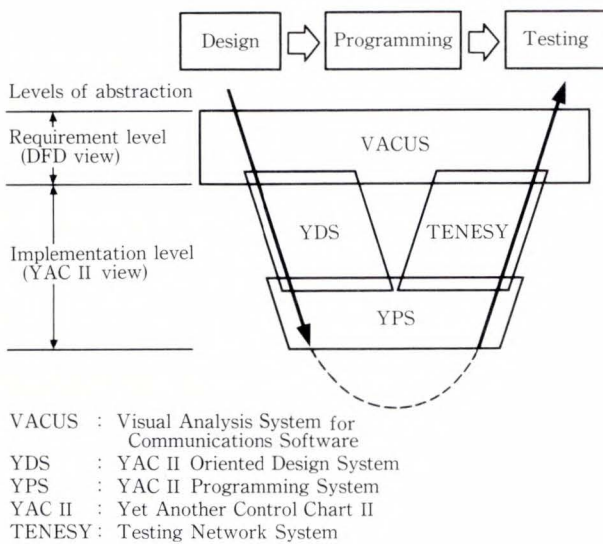 Design
Programming
Testing
Levels of abstraction
Requirement level
(DFD view)
VACUS
YDS
TENESY
Implementation level
(YAC II view)
YPS
VACUS : Visual Analysis System for
Communications Software
YDS : YAC II Oriented Design System
YPS : YAC II Programming System
YAC II : Yet Another Control Chart II
TENESY : Testing Network System